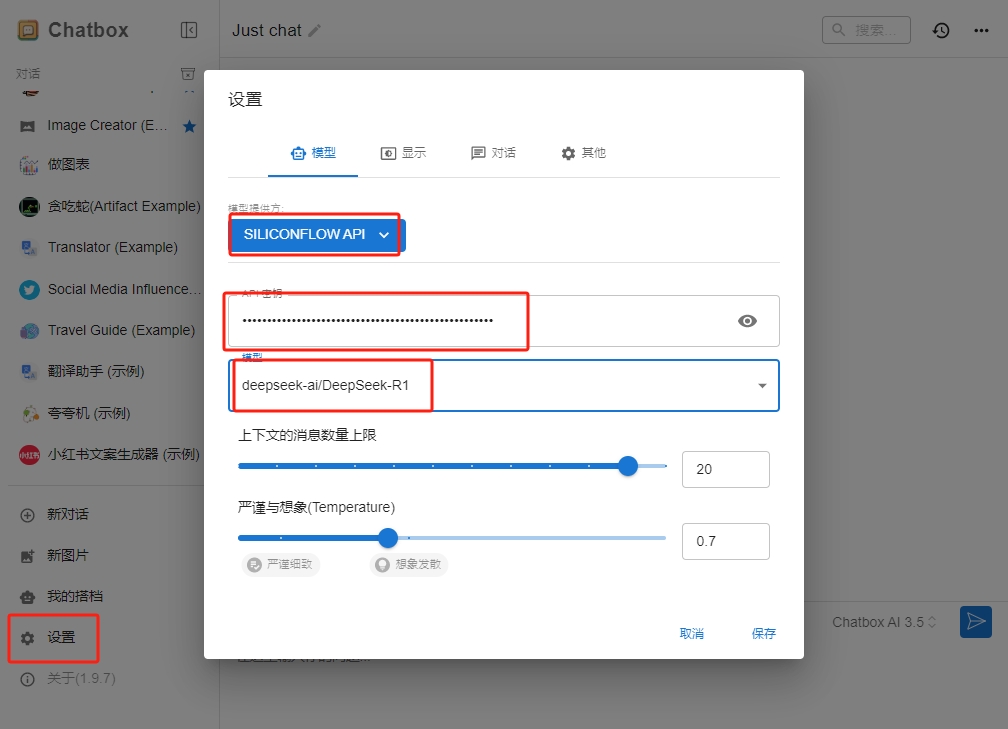 Chatbox
Just chat
搜索...
对话
Image Creator (E...
做图表
贪吃蛇(Artifact Example)
Translator (Example)
Social Media Influence...
Travel Guide (Example)
翻译助手 (示例)
夸夸机 (示例)
小红书
小红书文案生成器 (示例)
新对话
新图片
我的搭档
设置
关于(1.9.7)
设置
模型
显示
对话
其他
模型提供方:
SILICONFLOW API
API 密钥
••••••••••••••••••••••••••••••••••••••••••••••••••
模型
deepseek-ai/DeepSeek-R1
上下文的消息数量上限
20
严谨与想象(Temperature)
0.7
严谨细致
想象发散
取消
保存
Chatbox AI 3.5